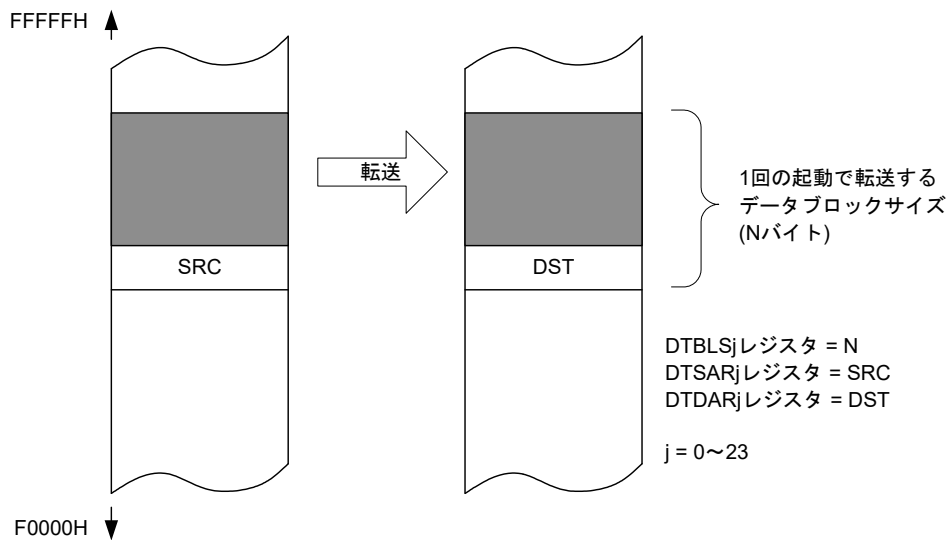 FFFFFH
転送
1回の起動で転送する
データブロックサイズ
(Nバイト)
SRC
DST
DTBLSjレジスタ = N
DTSARjレジスタ = SRC
DTDARjレジスタ = DST
j = 0～23
F0000H